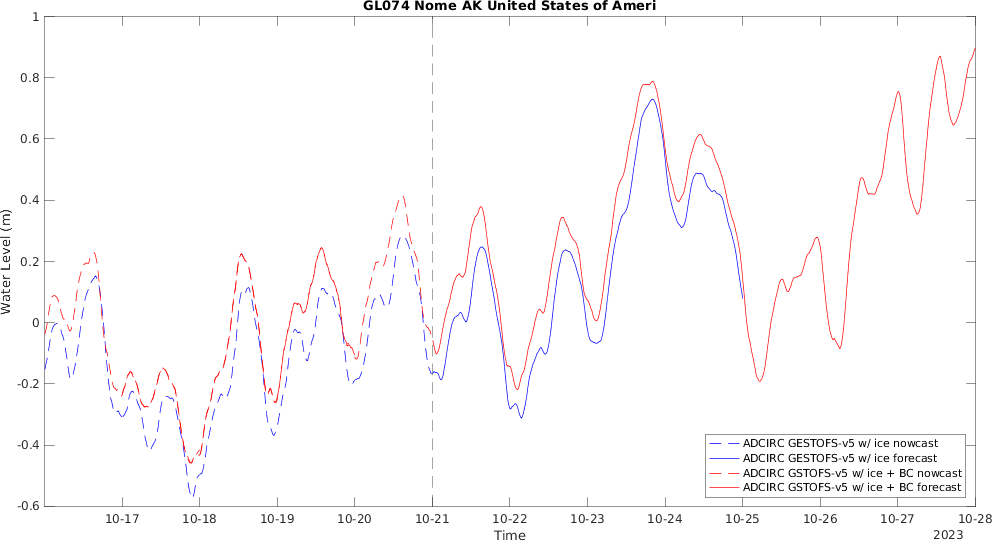 GL074 Nome AK United States of Ameri
Water Level (m)
1
0.8
0.6
0.4
0.2
0
-0.2
-0.4
-0.6
ADCIRC GESTOFS-v5 w/ ice nowcast
ADCIRC GESTOFS-v5 w/ ice forecast
ADCIRC GSTOFS-v5 w/ ice + BC nowcast
ADCIRC GSTOFS-v5 w/ ice + BC forecast
10-17 10-18 10-19 10-20 10-21 10-22 10-23 10-24 10-25 10-26 10-27 10-28
Time
2023